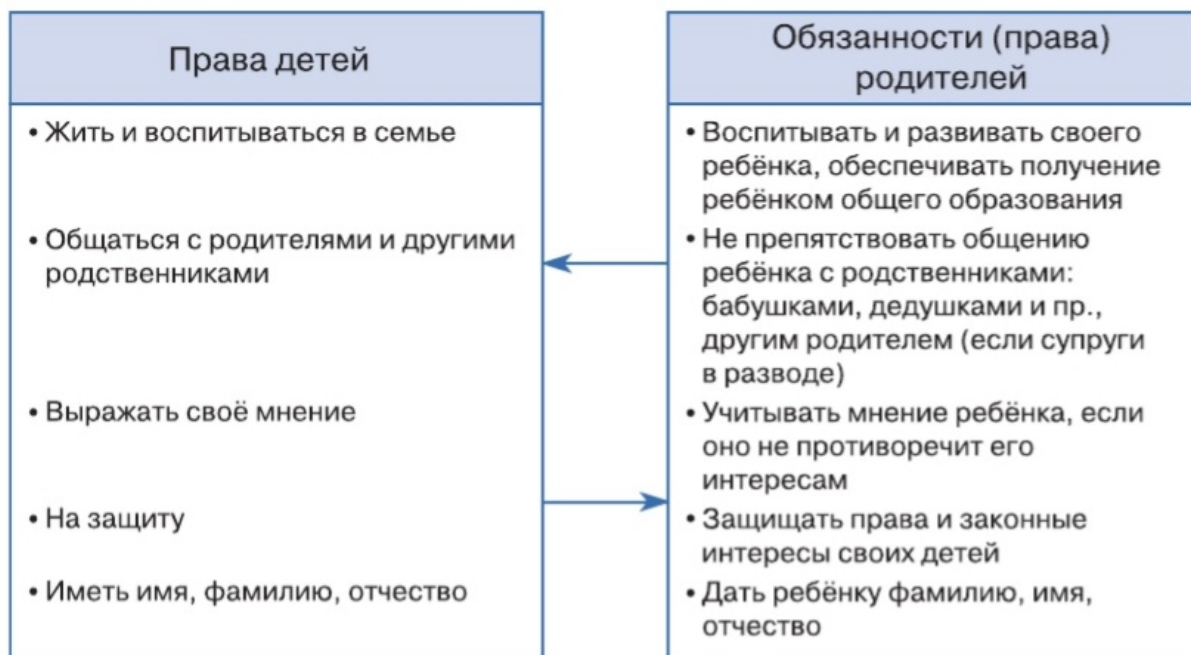 Права детей
• Жить и воспитываться в семье
• Общаться с родителями и другими
родственниками
• Выражать своё мнение
• На защиту
• Иметь имя, фамилию, отчество
Обязанности (права)
родителей
• Воспитывать и развивать своего
ребёнка, обеспечивать получение
ребёнком общего образования
• Не препятствовать общению
ребёнка с родственниками:
бабушками, дедушками и пр.,
другим родителем (если супруги
в разводе)
• Учитывать мнение ребёнка, если
оно не противоречит его
интересам
• Защищать права и законные
интересы своих детей
• Дать ребёнку фамилию, имя,
отчество